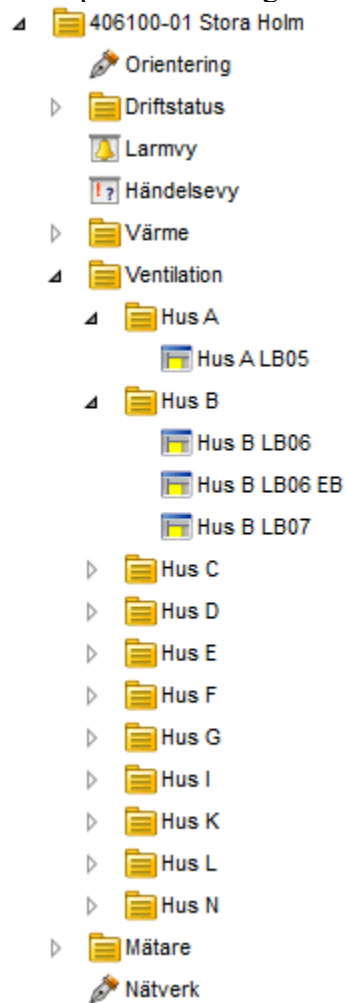 406100-01 Stora Holm
Orientering
Driftstatus
Larmvy
Händelsevy
Värme
Ventilation
Hus A
Hus A LB05
Hus B
Hus B LB06
Hus B LB06 EB
Hus B LB07
Hus C
Hus D
Hus E
Hus F
Hus G
Hus I
Hus K
Hus L
Hus N
Mätare
Nätverk